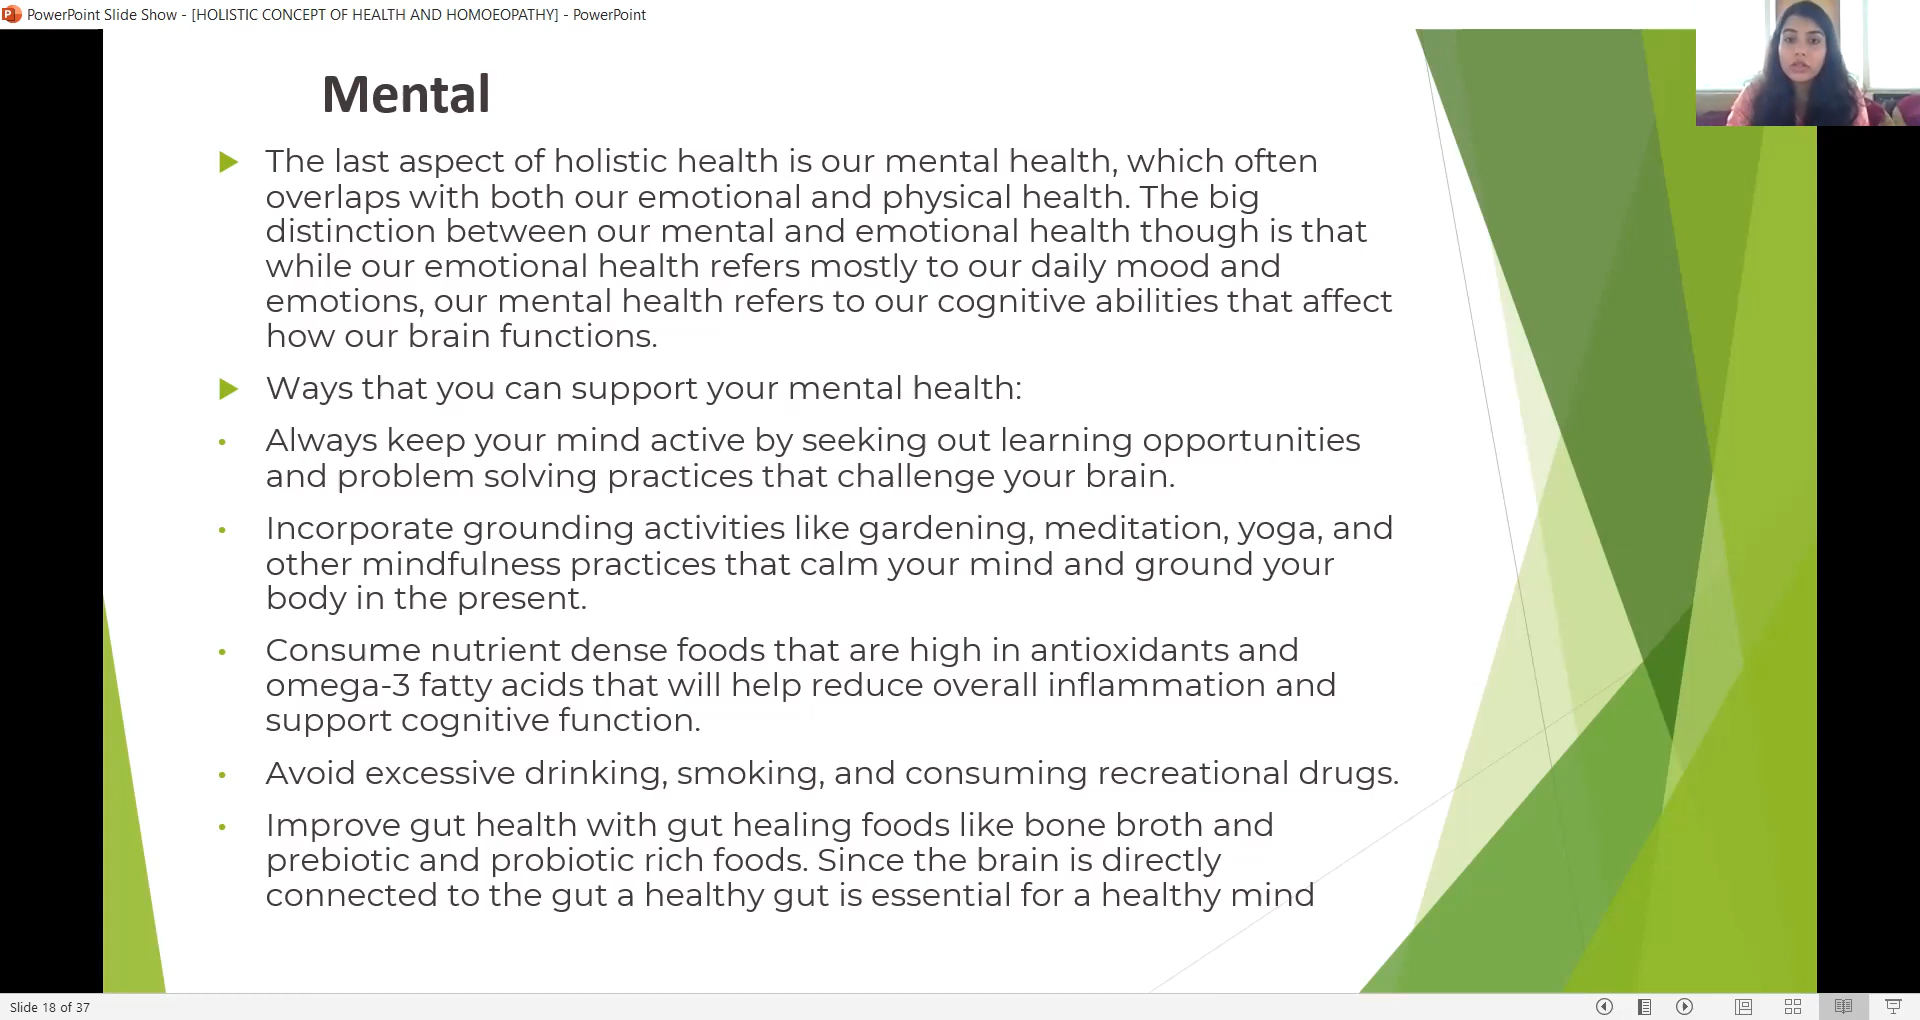 PowerPoint Slide Show - [HOLISTIC CONCEPT OF HEALTH AND HOMOEOPATHY] - PowerPoint
Mental
The last aspect of holistic health is our mental health, which often
overlaps with both our emotional and physical health. The big
distinction between our mental and emotional health though is that
while our emotional health refers mostly to our daily mood and
emotions, our mental health refers to our cognitive abilities that affect
how our brain functions.
Ways that you can support your mental health:
Always keep your mind active by seeking out learning opportunities
and problem solving practices that challenge your brain.
Incorporate grounding activities like gardening, meditation, yoga, and
other mindfulness practices that calm your mind and ground your
body in the present.
Consume nutrient dense foods that are high in antioxidants and
omega-3 fatty acids that will help reduce overall inflammation and
support cognitive function.
Avoid excessive drinking, smoking, and consuming recreational drugs.
Improve gut health with gut healing foods like bone broth and
prebiotic and probiotic rich foods. Since the brain is directly
connected to the gut a healthy gut is essential for a healthy mind
Slide 18 of 37